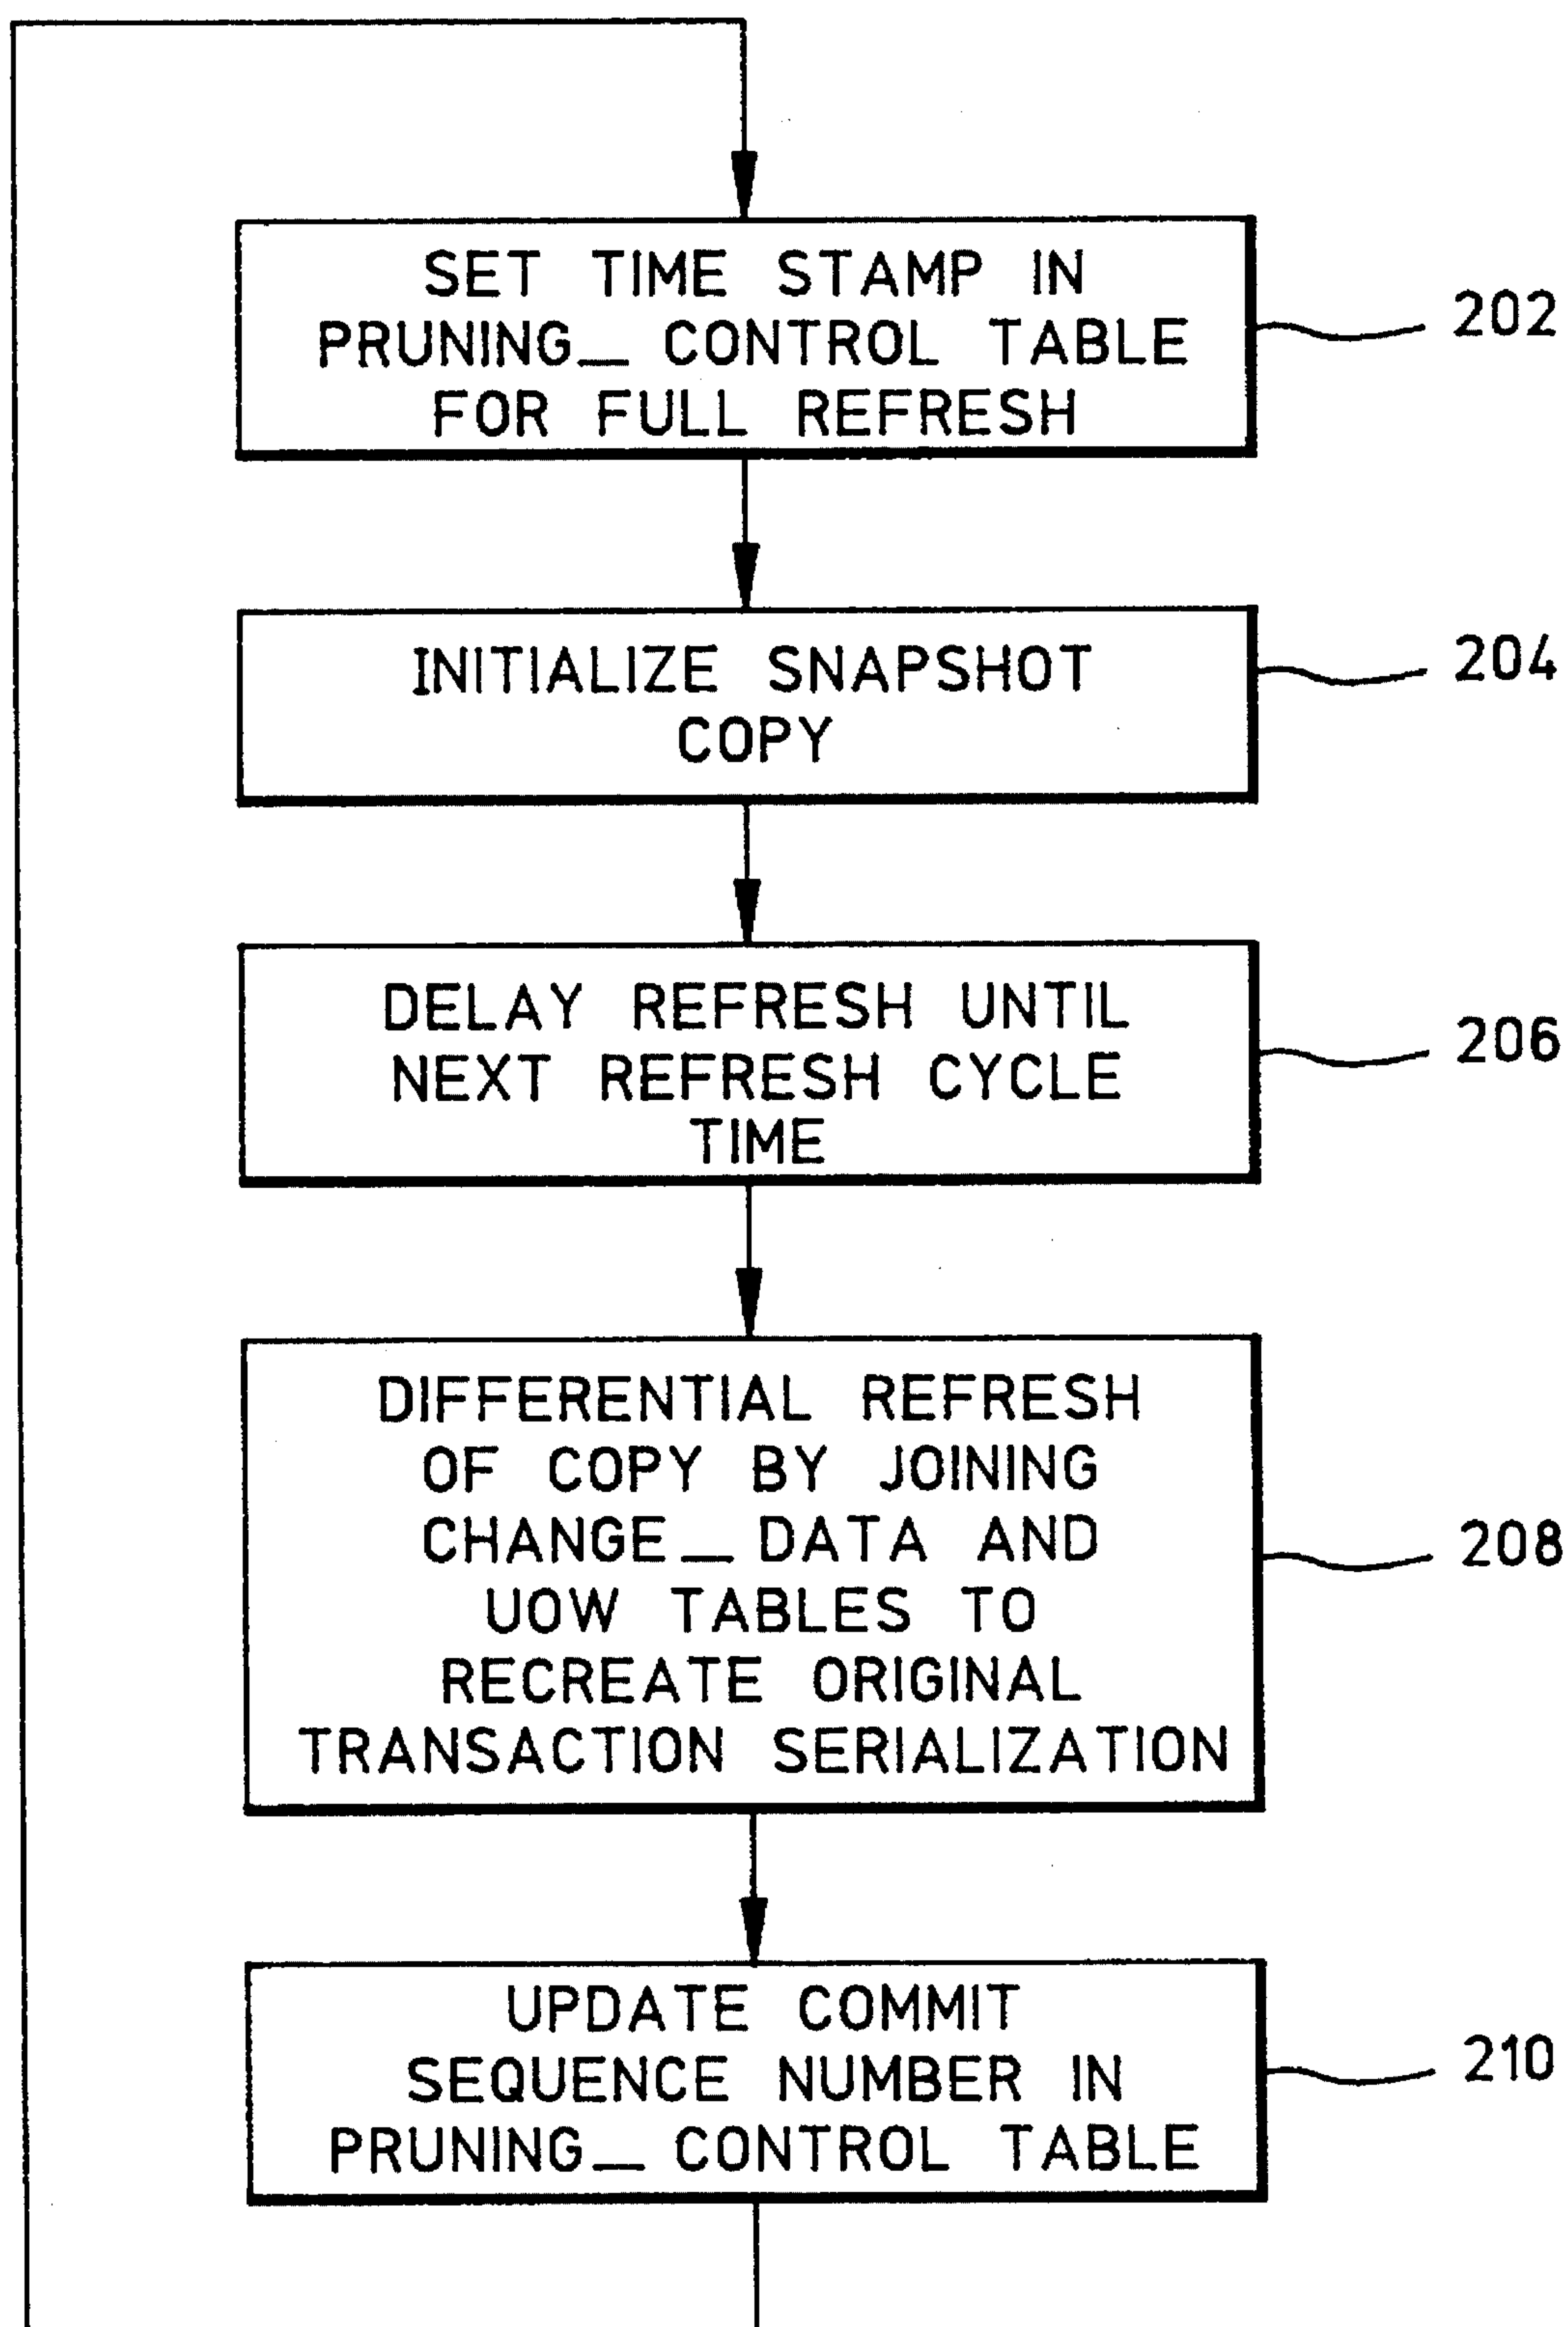 SET TIME STAMP IN
PRUNING_ CONTROL TABLE
FOR FULL REFRESH
202
INITIALIZE SNAPSHOT
COPY
204
DELAY REFRESH UNTIL
NEXT REFRESH CYCLE
TIME
206
DIFFERENTIAL REFRESH
OF COPY BY JOINING
CHANGE_ DATA AND
UOW TABLES TO
RECREATE ORIGINAL
TRANSACTION SERIALIZATION
208
UPDATE COMMIT
SEQUENCE NUMBER IN
PRUNING_ CONTROL TABLE
210